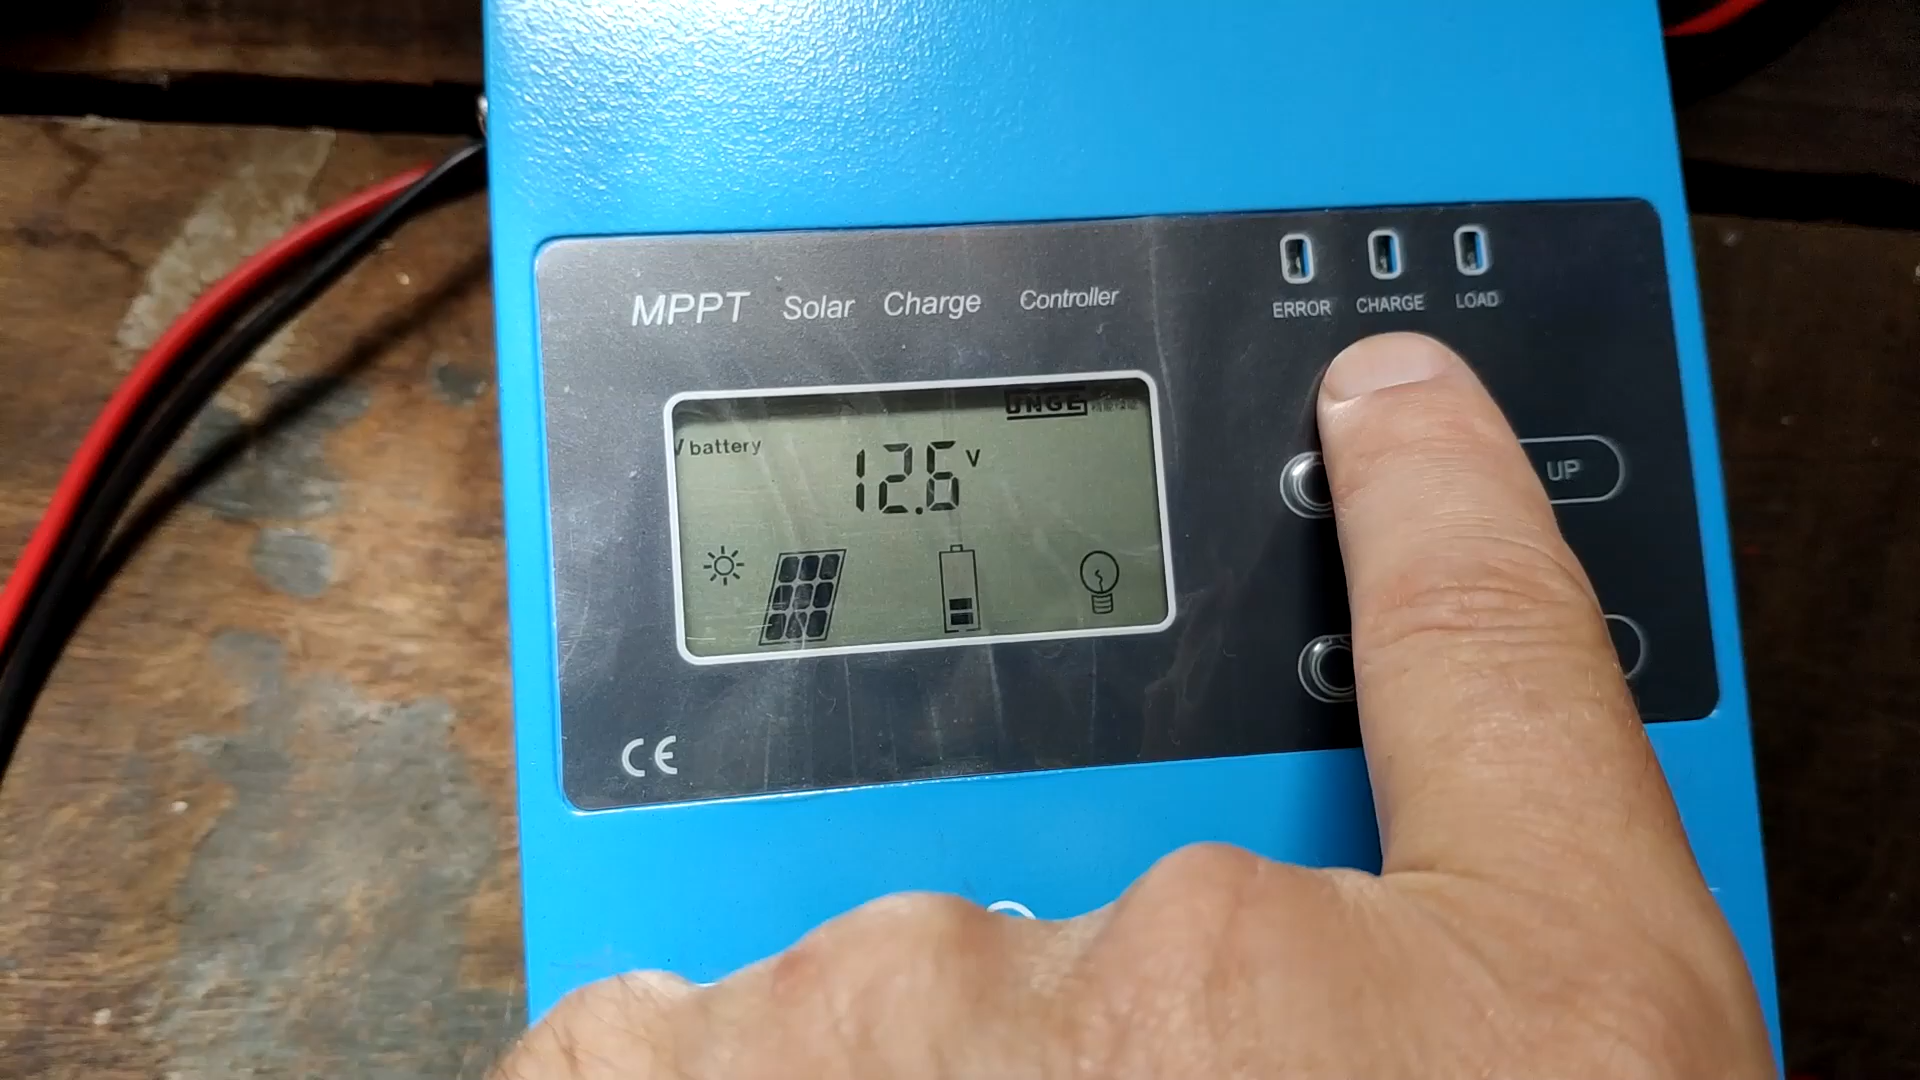 MPPT Solar Charge Controller
ERROR CHARGE LOAD
V battery
12.6 V
UP
CE